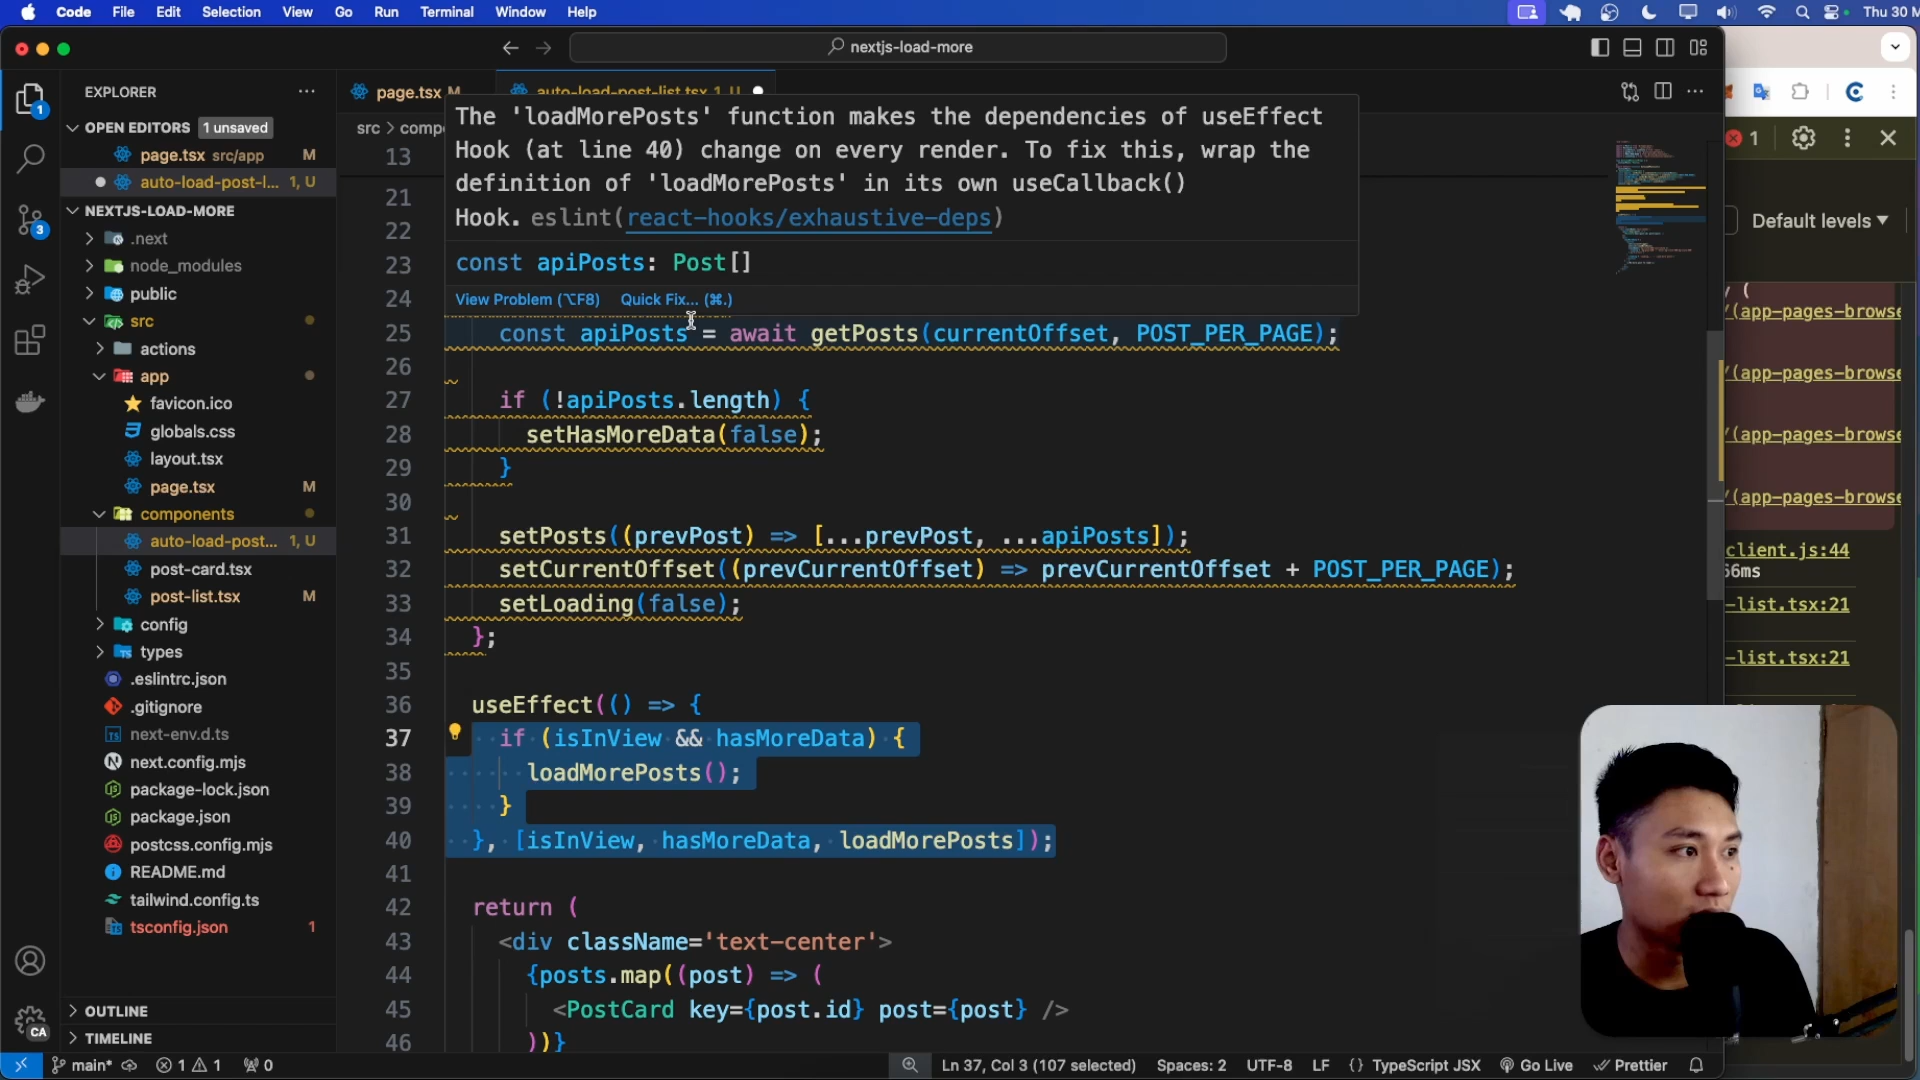 Code File Edit Selection View Go Run Terminal Window Help Thu 30 M
nextjs-load-more
EXPLORER
page.tsx M
auto-load-post-list.tsx 1, U
OPEN EDITORS 1 unsaved
page.tsx src/app M
auto-load-post-l... 1, U
NEXTJS-LOAD-MORE
.next
node_modules
public
src
actions
app
favicon.ico
globals.css
layout.tsx
page.tsx M
components
auto-load-post... 1, U
post-card.tsx
post-list.tsx M
config
types
.eslintrc.json
.gitignore
next-env.d.ts
next.config.mjs
package-lock.json
package.json
postcss.config.mjs
README.md
tailwind.config.ts
tsconfig.json 1
OUTLINE
TIMELINE
1
3
CA
src > comp
The 'loadMorePosts' function makes the dependencies of useEffect
Hook (at line 40) change on every render. To fix this, wrap the
definition of 'loadMorePosts' in its own useCallback()
Hook. eslint(react-hooks/exhaustive-deps)
const apiPosts: Post[]
View Problem (⌥F8) Quick Fix... (⌘.)
13
21
22
23
24
25 const apiPosts = await getPosts(currentOffset, POST_PER_PAGE);
26
27 if (!apiPosts.length) {
28 setHasMoreData(false);
29 }
30
31 setPosts((prevPost) => [...prevPost, ...apiPosts]);
32 setCurrentOffset((prevCurrentOffset) => prevCurrentOffset + POST_PER_PAGE);
33 setLoading(false);
34 };
35
36 useEffect(() => {
37 if (isInView && hasMoreData) {
38 loadMorePosts();
39 }
40 }, [isInView, hasMoreData, loadMorePosts]);
41
42 return (
43 <div className='text-center'>
44 {posts.map((post) => (
45 <PostCard key={post.id} post={post} />
46 ))}
1
Default levels ▼
(
(app-pages-browse
(app-pages-browse
(app-pages-browse
(app-pages-browse
client.js:44
56ms
-list.tsx:21
-list.tsx:21
main* 1 1 0
Ln 37, Col 3 (107 selected) Spaces: 2 UTF-8 LF {} TypeScript JSX Go Live Prettier